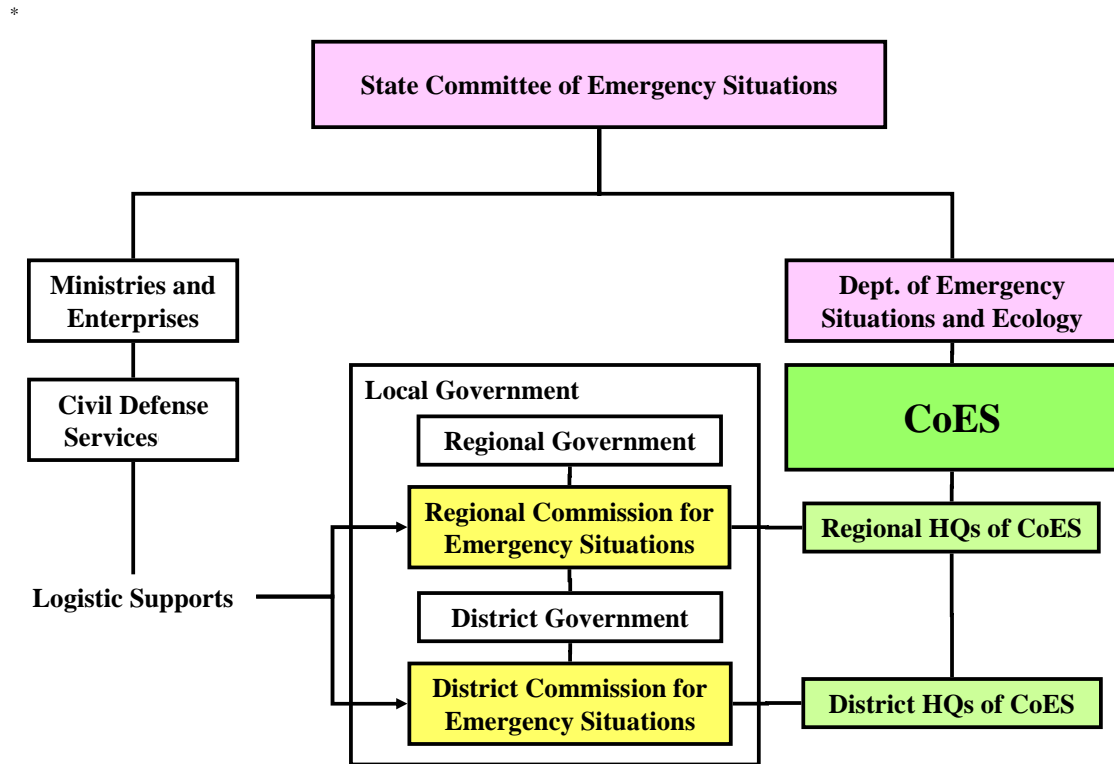 *
State Committee of Emergency Situations
Ministries and
Enterprises
Dept. of Emergency
Situations and Ecology
Civil Defense
Services
Local Government
CoES
Regional Government
Regional Commission for
Emergency Situations
Regional HQs of CoES
Logistic Supports
District Government
District Commission for
Emergency Situations
District HQs of CoES